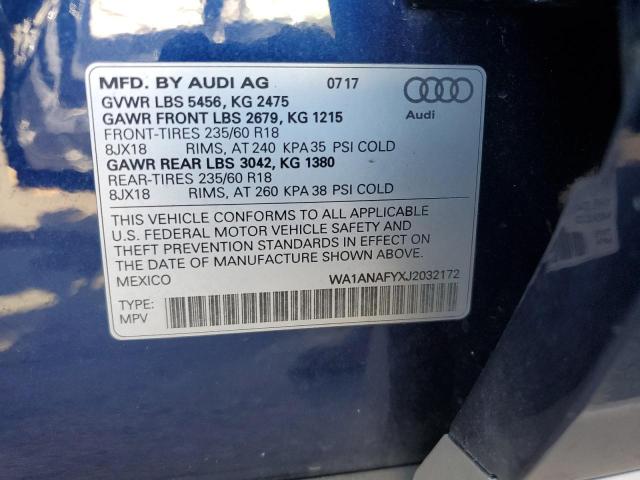 MFD. BY AUDI AG 07 17
GVWR LBS 5456, KG 2475
GAWR FRONT LBS 2679, KG 1215
FRONT-TIRES 235/60 R18
8JX18 RIMS, AT 240 KPA 35 PSI COLD
GAWR REAR LBS 3042, KG 1380
REAR-TIRES 235/60 R18
8JX18 RIMS, AT 260 KPA 38 PSI COLD
Audi
THIS VEHICLE CONFORMS TO ALL APPLICABLE
U.S. FEDERAL MOTOR VEHICLE SAFETY AND
THEFT PREVENTION STANDARDS IN EFFECT ON
THE DATE OF MANUFACTURE SHOWN ABOVE.
MEXICO WA1ANAFYXJ2032172
TYPE:
MPV